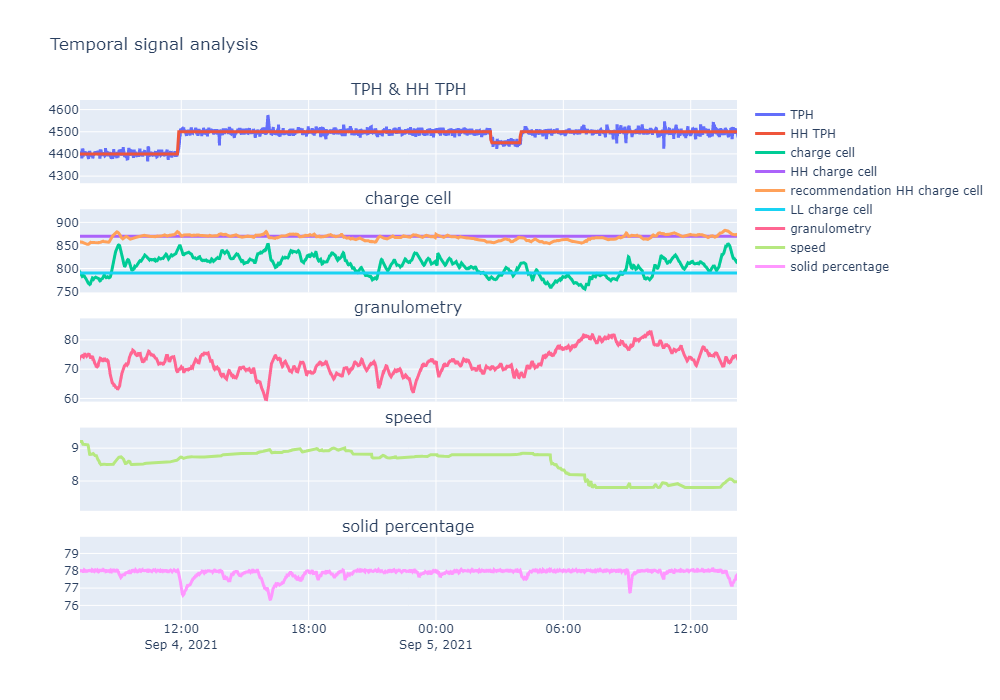 Temporal signal analysis
TPH & HH TPH
4600
4500
4400
4300
charge cell
900
850
800
750
granulometry
80
70
60
speed
9
8
solid percentage
79
78
77
76
12:00
Sep 4, 2021
18:00
00:00
Sep 5, 2021
06:00
12:00
TPH
HH TPH
charge cell
HH charge cell
recommendation HH charge cell
LL charge cell
granulometry
speed
solid percentage